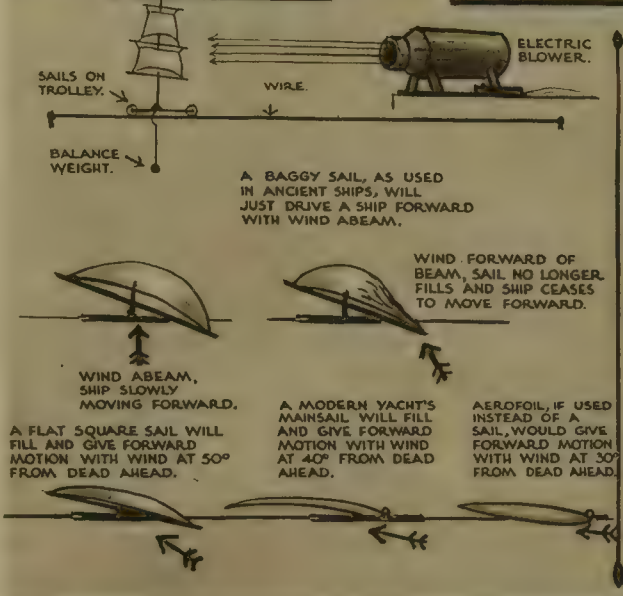 ELECTRIC
BLOWER.
SAILS ON
TROLLEY.
WIRE.
BALANCE
WEIGHT.
A BAGGY SAIL, AS USED
IN ANCIENT SHIPS, WILL
JUST DRIVE A SHIP FORWARD
WITH WIND ABEAM.
WIND FORWARD OF
BEAM, SAIL NO LONGER
FILLS AND SHIP CEASES
TO MOVE FORWARD.
WIND ABEAM,
SHIP SLOWLY
MOVING FORWARD.
A FLAT SQUARE SAIL WILL
FILL AND GIVE FORWARD
MOTION WITH WIND AT 50°
FROM DEAD AHEAD.
A MODERN YACHT'S
MAINSAIL WILL FILL
AND GIVE FORWARD
MOTION WITH WIND
AT 40° FROM DEAD
AHEAD.
AEROFOIL, IF USED
INSTEAD OF A
SAIL, WOULD GIVE
FORWARD MOTION
WITH WIND AT 30°
FROM DEAD AHEAD.